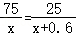 75/x = 25/(x+0.6)